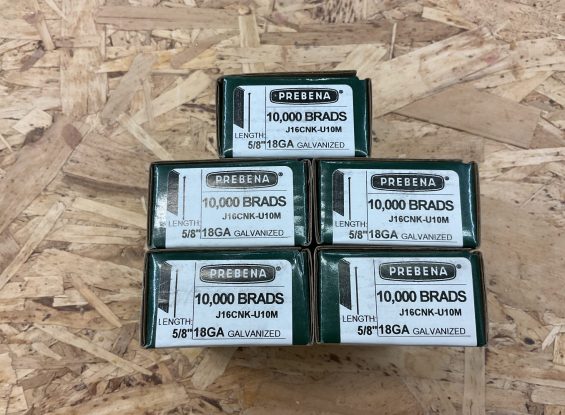 PREBENA®
10,000 BRADS
J16CNK-U10M
LENGTH:
5/8" 18GA GALVANIZED
PREBENA®
10,000 BRADS
J16CNK-U10M
LENGTH:
5/8" 18GA GALVANIZED
PREBENA®
10,000 BRADS
J16CNK-U10M
LENGTH:
5/8" 18GA GALVANIZED
PREBENA®
10,000 BRADS
J16CNK-U10M
LENGTH:
5/8" 18GA GALVANIZED
PREBENA®
10,000 BRADS
J16CNK-U10M
LENGTH:
5/8" 18GA GALVANIZED